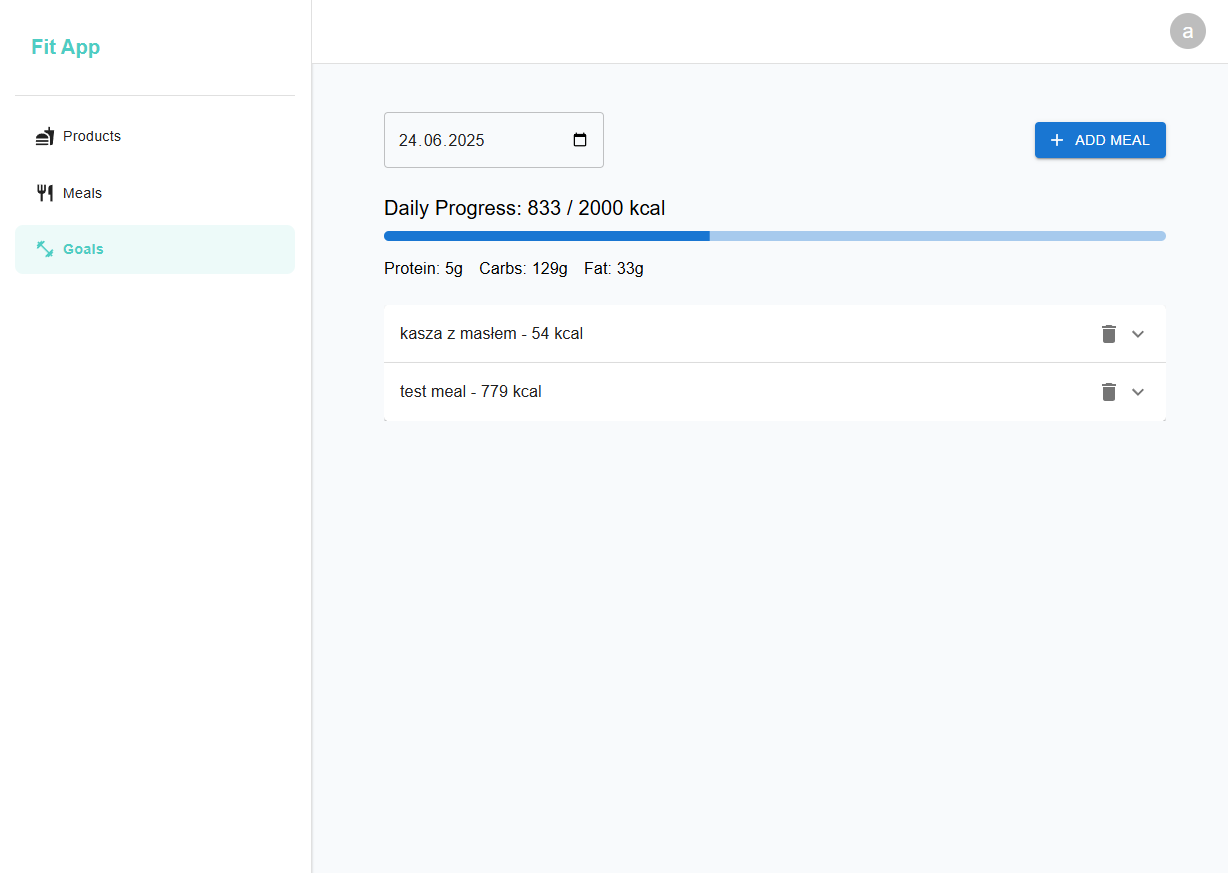 Fit App
a
Products
Meals
Goals
24.06.2025
ADD MEAL
Daily Progress: 833 / 2000 kcal
Protein: 5g Carbs: 129g Fat: 33g
kasza z masłem - 54 kcal
test meal - 779 kcal